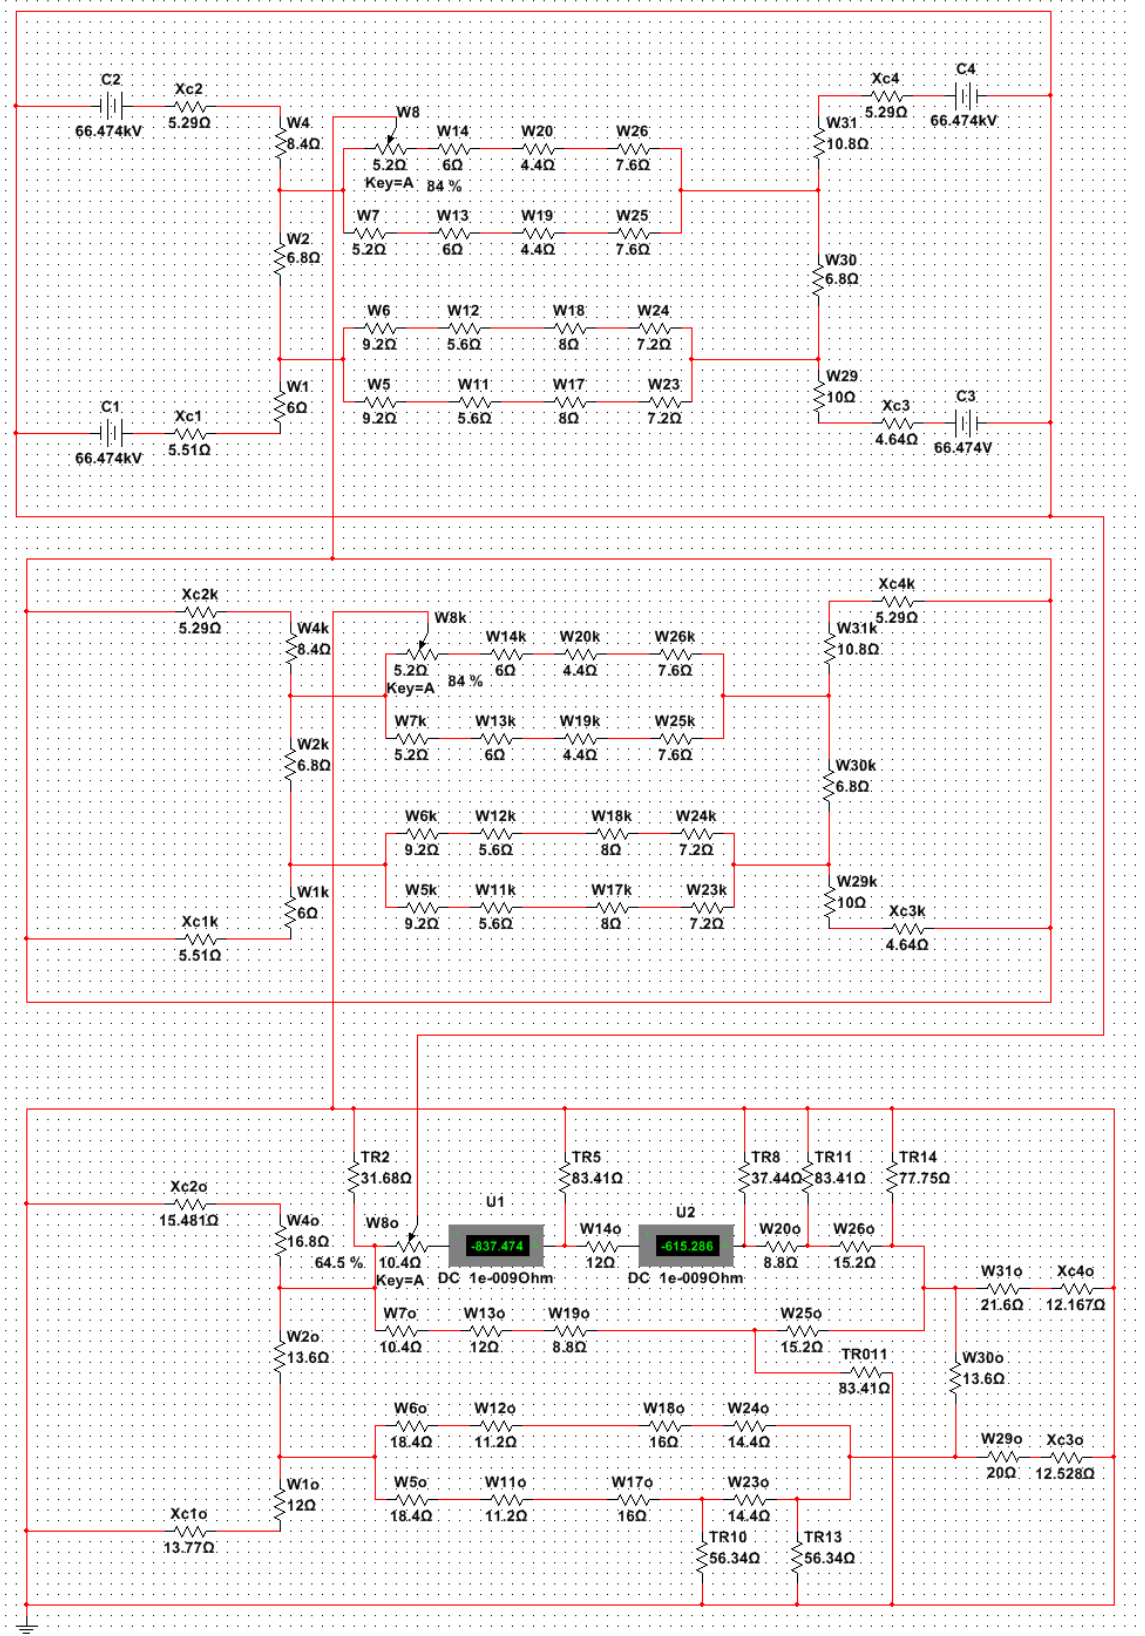 C2
66.474kV
Xc2
5.29Ω
W4
8.4Ω
W8
5.2Ω
Key=A
84 %
W14
6Ω
W20
4.4Ω
W26
7.6Ω
W31
10.8Ω
Xc4
5.29Ω
C4
66.474kV
W7
5.2Ω
W13
6Ω
W19
4.4Ω
W25
7.6Ω
W2
6.8Ω
W30
6.8Ω
W6
9.2Ω
W12
5.6Ω
W18
8Ω
W24
7.2Ω
W1
6Ω
W5
9.2Ω
W11
5.6Ω
W17
8Ω
W23
7.2Ω
W29
10Ω
C1
66.474kV
Xc1
5.51Ω
Xc3
4.64Ω
C3
66.474V
Xc2k
5.29Ω
W4k
8.4Ω
W8k
5.2Ω
Key=A
84 %
W14k
6Ω
W20k
4.4Ω
W26k
7.6Ω
W31k
10.8Ω
Xc4k
5.29Ω
W7k
5.2Ω
W13k
6Ω
W19k
4.4Ω
W25k
7.6Ω
W2k
6.8Ω
W30k
6.8Ω
W6k
9.2Ω
W12k
5.6Ω
W18k
8Ω
W24k
7.2Ω
W1k
6Ω
W5k
9.2Ω
W11k
5.6Ω
W17k
8Ω
W23k
7.2Ω
W29k
10Ω
Xc1k
5.51Ω
Xc3k
4.64Ω
TR2
31.68Ω
TR5
83.41Ω
TR8
37.44Ω
TR11
83.41Ω
TR14
77.75Ω
Xc2o
15.481Ω
W4o
16.8Ω
W8o
64.5 %
10.4Ω
Key=A
U1
-837.474
DC 1e-009Ohm
W14o
12Ω
U2
-615.286
DC 1e-009Ohm
W20o
8.8Ω
W26o
15.2Ω
W31o
21.6Ω
Xc4o
12.167Ω
W7o
10.4Ω
W13o
12Ω
W19o
8.8Ω
W25o
15.2Ω
W2o
13.6Ω
TR011
83.41Ω
W30o
13.6Ω
W6o
18.4Ω
W12o
11.2Ω
W18o
16Ω
W24o
14.4Ω
W29o
20Ω
Xc3o
12.528Ω
W1o
12Ω
W5o
18.4Ω
W11o
11.2Ω
W17o
16Ω
W23o
14.4Ω
Xc1o
13.77Ω
TR10
56.34Ω
TR13
56.34Ω